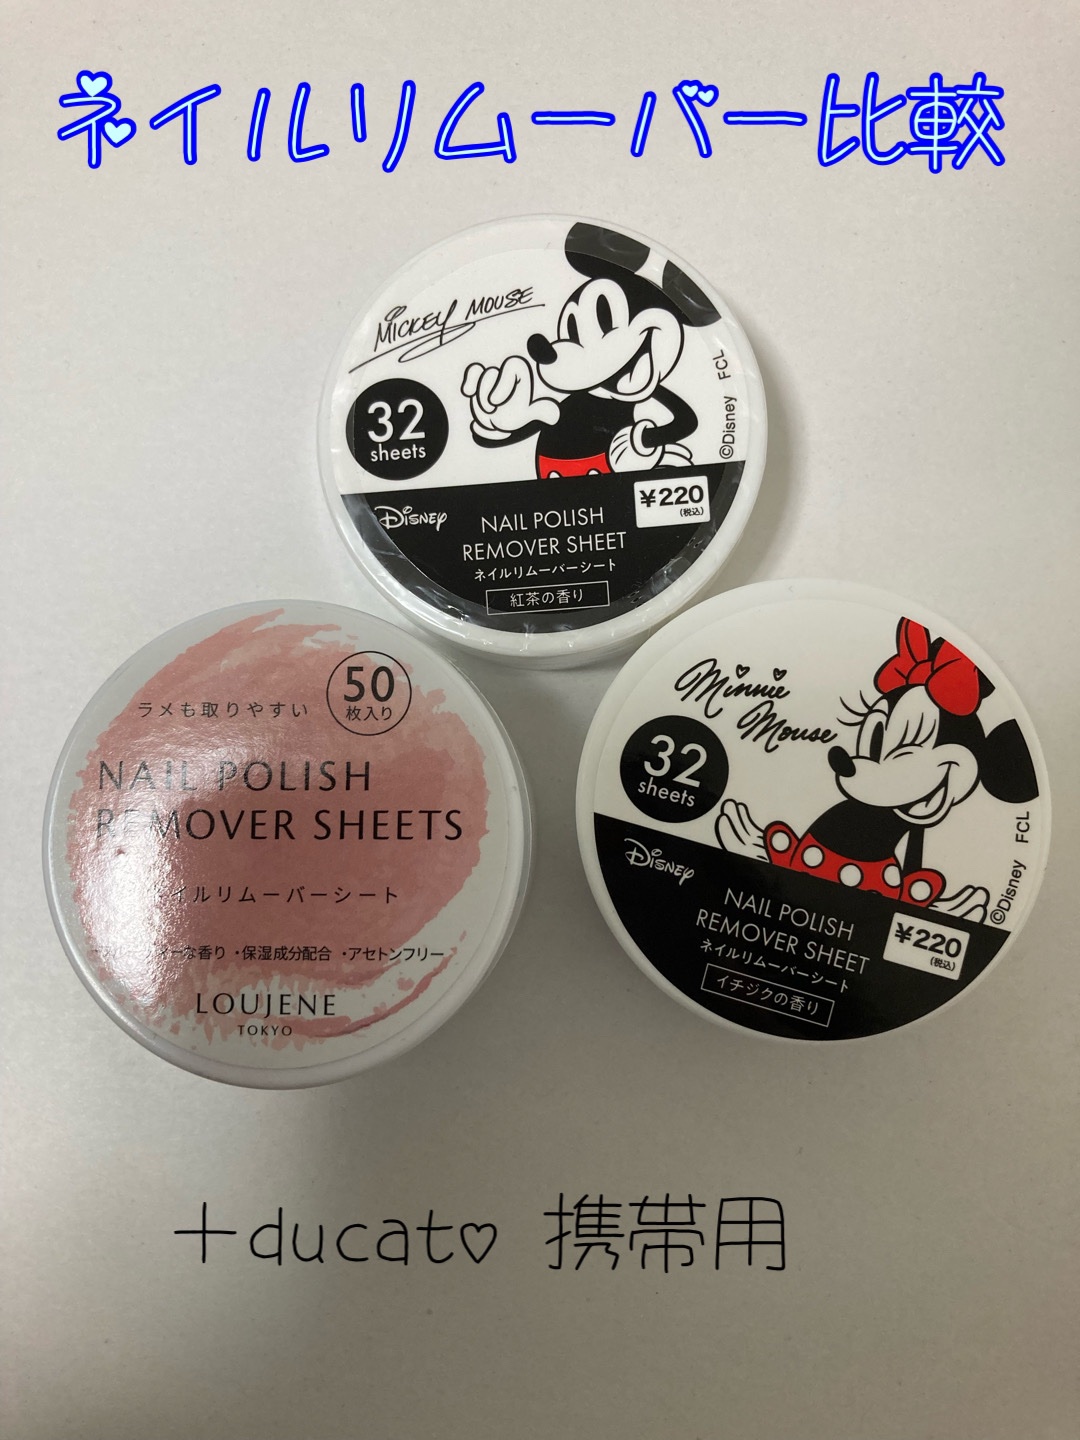 ネイルリムーバー比較
MICKEY MOUSE
32
sheets
©Disney FCL
Disney
NAIL POLISH
REMOVER SHEET
ネイルリムーバーシート
紅茶の香り
¥220
(税込)
50
枚入り
ラメも取りやすい
NAIL POLISH
REMOVER SHEETS
ネイルリムーバーシート
な香り ・保湿成分配合 ・アセトンフリー
LOUJENE
TOKYO
Minnie
Mouse
32
sheets
©Disney FCL
Disney
NAIL POLISH
REMOVER SHEET
ネイルリムーバーシート
イチジクの香り
¥220
(税込)
+ducato 携帯用